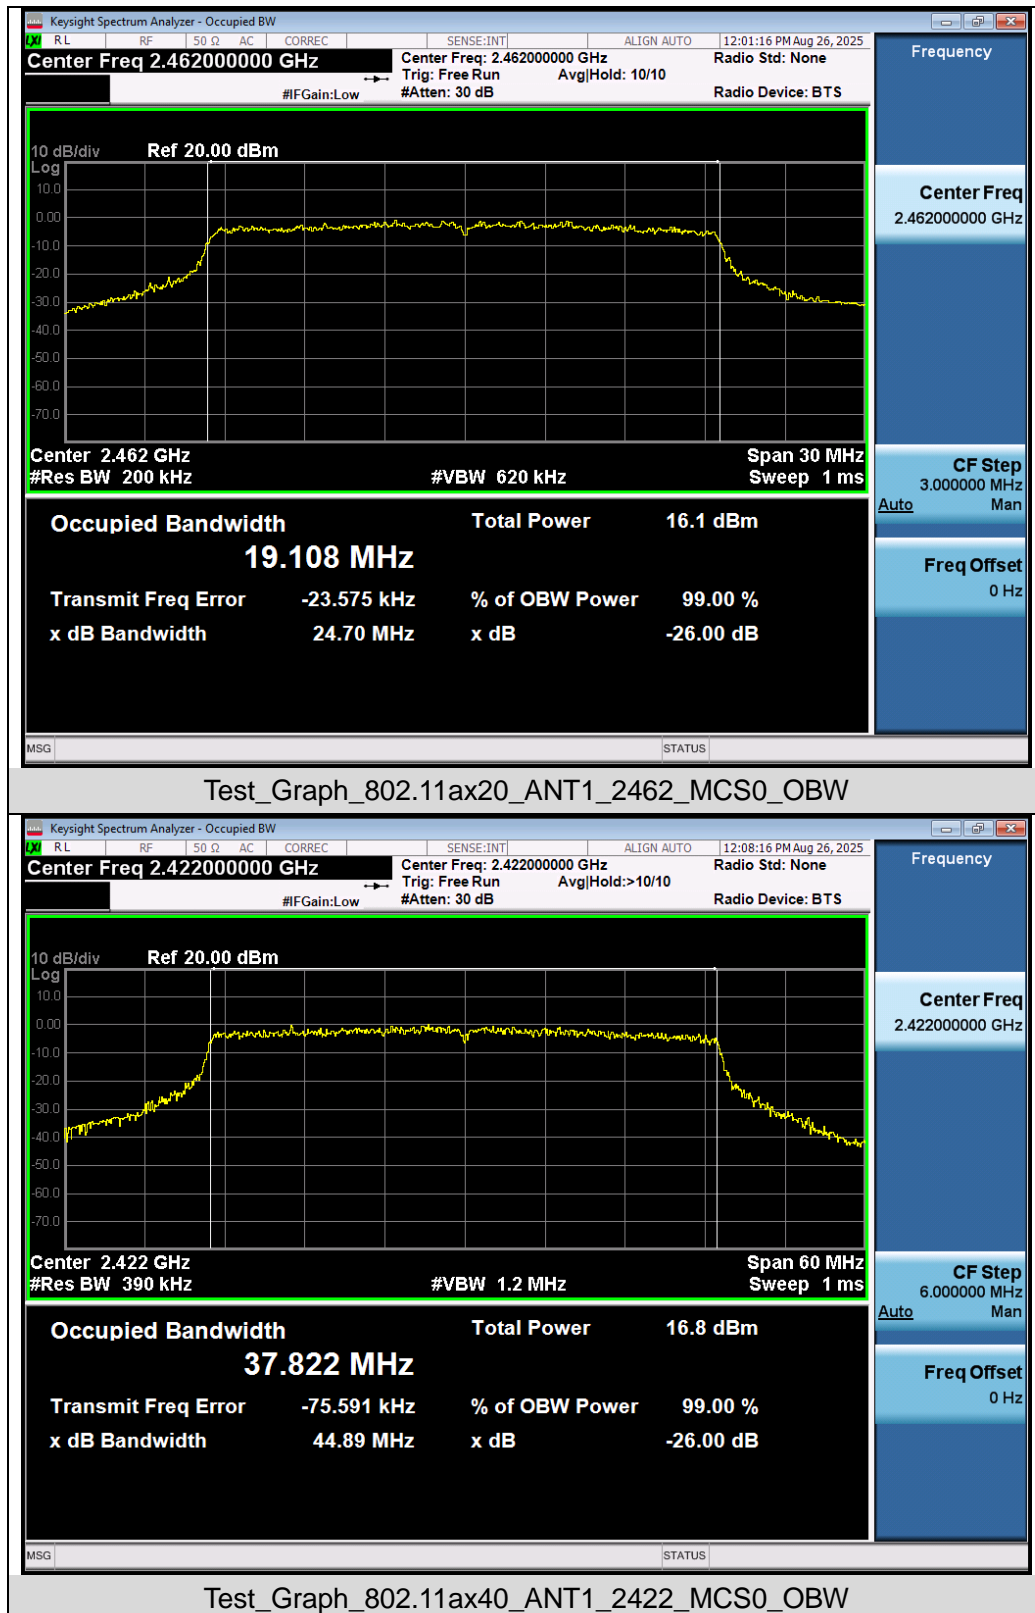 Keysight Spectrum Analyzer - Occupied BW
LXI RL RF 50 Ω AC CORREC SENSE:INT ALIGN AUTO 12:01:16 PM Aug 26, 2025
Center Freq 2.462000000 GHz
Center Freq: 2.462000000 GHz
Radio Std: None
Trig: Free Run Avg|Hold: 10/10
#IFGain:Low
#Atten: 30 dB
Radio Device: BTS
Frequency
10 dB/div Ref 20.00 dBm
Log
10.0
0.00
-10.0
-20.0
-30.0
-40.0
-50.0
-60.0
-70.0
Center 2.462 GHz Span 30 MHz
#Res BW 200 kHz #VBW 620 kHz Sweep 1 ms
Center Freq
2.462000000 GHz
CF Step
3.000000 MHz
Auto Man
Freq Offset
0 Hz
Occupied Bandwidth Total Power 16.1 dBm
19.108 MHz
Transmit Freq Error -23.575 kHz % of OBW Power 99.00 %
x dB Bandwidth 24.70 MHz x dB -26.00 dB
MSG STATUS
Test_Graph_802.11ax20_ANT1_2462_MCS0_OBW
Keysight Spectrum Analyzer - Occupied BW
LXI RL RF 50 Ω AC CORREC SENSE:INT ALIGN AUTO 12:08:16 PM Aug 26, 2025
Center Freq 2.422000000 GHz
Center Freq: 2.422000000 GHz
Radio Std: None
Trig: Free Run Avg|Hold:>10/10
#IFGain:Low
#Atten: 30 dB
Radio Device: BTS
Frequency
10 dB/div Ref 20.00 dBm
Log
10.0
0.00
-10.0
-20.0
-30.0
-40.0
-50.0
-60.0
-70.0
Center 2.422 GHz Span 60 MHz
#Res BW 390 kHz #VBW 1.2 MHz Sweep 1 ms
Center Freq
2.422000000 GHz
CF Step
6.000000 MHz
Auto Man
Freq Offset
0 Hz
Occupied Bandwidth Total Power 16.8 dBm
37.822 MHz
Transmit Freq Error -75.591 kHz % of OBW Power 99.00 %
x dB Bandwidth 44.89 MHz x dB -26.00 dB
MSG STATUS
Test_Graph_802.11ax40_ANT1_2422_MCS0_OBW